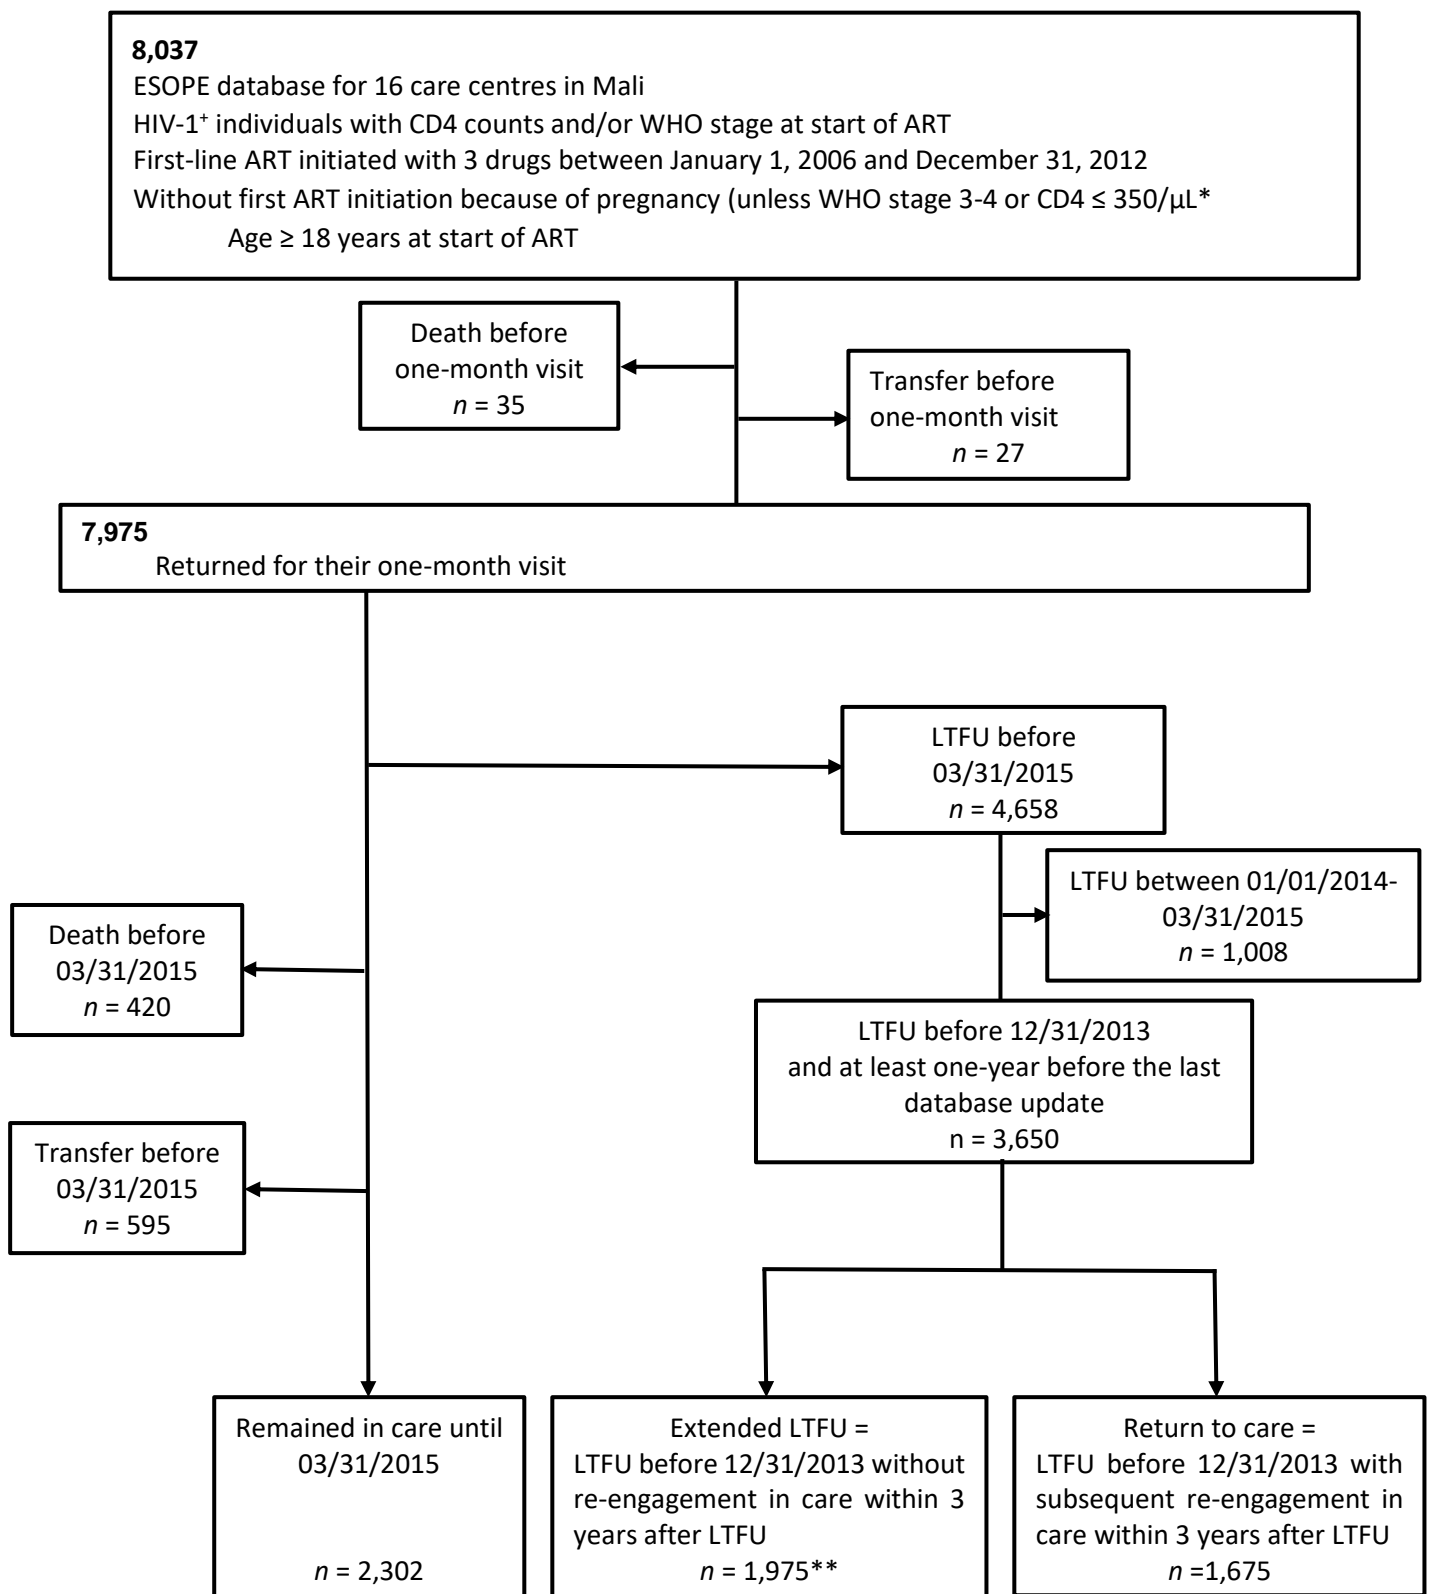 8,037
ESOPE database for 16 care centres in Mali
HIV-1⁺ individuals with CD4 counts and/or WHO stage at start of ART
First-line ART initiated with 3 drugs between January 1, 2006 and December 31, 2012
Without first ART initiation because of pregnancy (unless WHO stage 3-4 or CD4 ≤ 350/µL*
Age ≥ 18 years at start of ART
Death before
one-month visit
n = 35
Transfer before
one-month visit
n = 27
7,975
Returned for their one-month visit
LTFU before
03/31/2015
n = 4,658
LTFU between 01/01/2014-
03/31/2015
n = 1,008
Death before
03/31/2015
n = 420
LTFU before 12/31/2013
and at least one-year before the last
database update
n = 3,650
Transfer before
03/31/2015
n = 595
Remained in care until
03/31/2015
n = 2,302
Extended LTFU =
LTFU before 12/31/2013 without
re-engagement in care within 3
years after LTFU
n = 1,975**
Return to care =
LTFU before 12/31/2013 with
subsequent re-engagement in
care within 3 years after LTFU
n =1,675